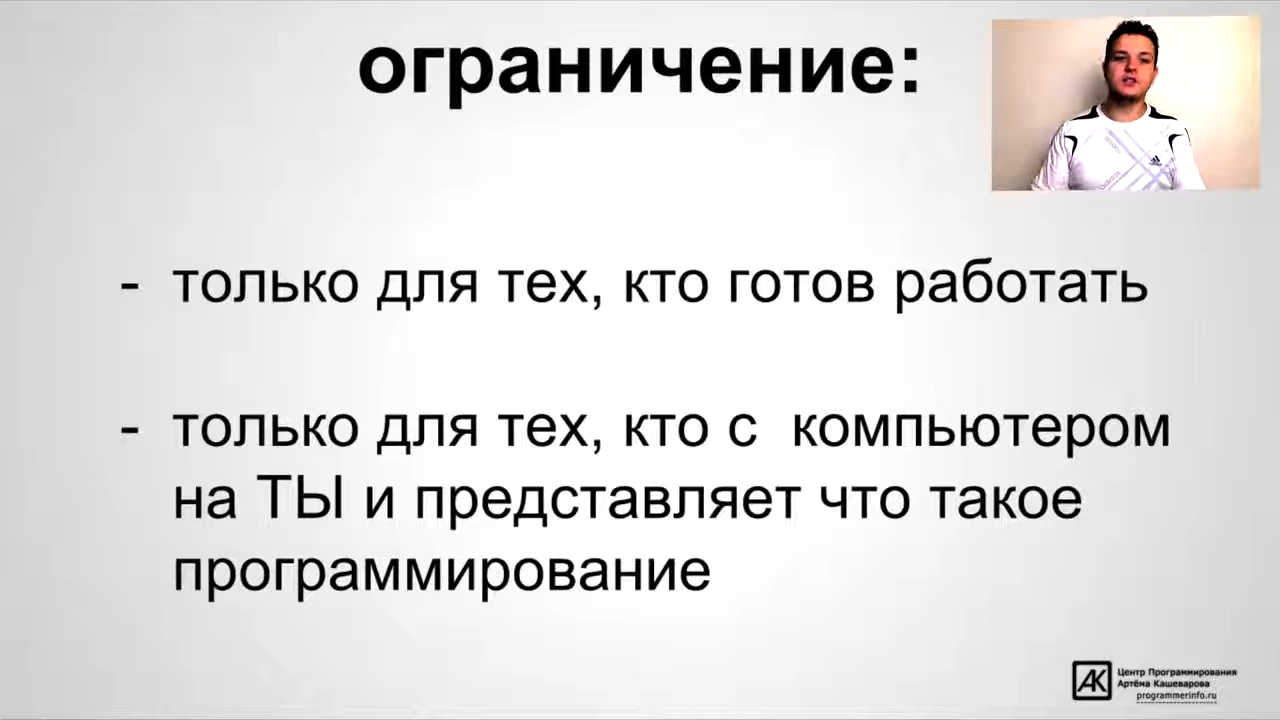 ограничение:
- только для тех, кто готов работать
- только для тех, кто с компьютером
на ТЫ и представляет что такое
программирование
АК
Центр Программирования
Артёма Кашеварова
programmerinfo.ru